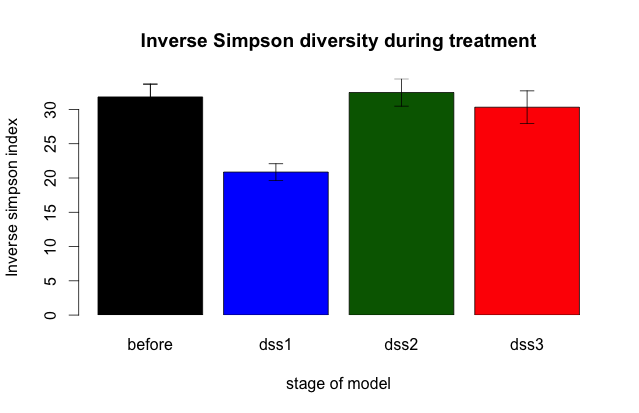 Inverse Simpson diversity during treatment
Inverse simpson index
30
25
20
15
10
5
0
before dss1 dss2 dss3
stage of model